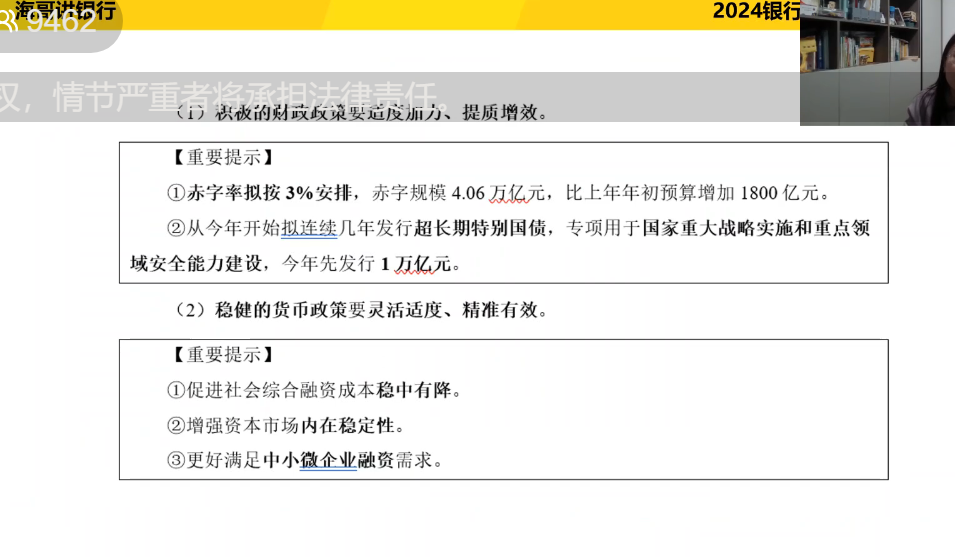 海哥讲银行
9462
2024银行
权，情节严重者将承担法律责任。
（1）积极的财政政策要适度加力、提质增效。
【重要提示】
①赤字率拟按 3%安排，赤字规模 4.06 万亿元，比上年年初预算增加 1800 亿元。
②从今年开始拟连续几年发行超长期特别国债，专项用于国家重大战略实施和重点领
域安全能力建设，今年先发行 1 万亿元。
（2）稳健的货币政策要灵活适度、精准有效。
【重要提示】
①促进社会综合融资成本稳中有降。
②增强资本市场内在稳定性。
③更好满足中小微企业融资需求。